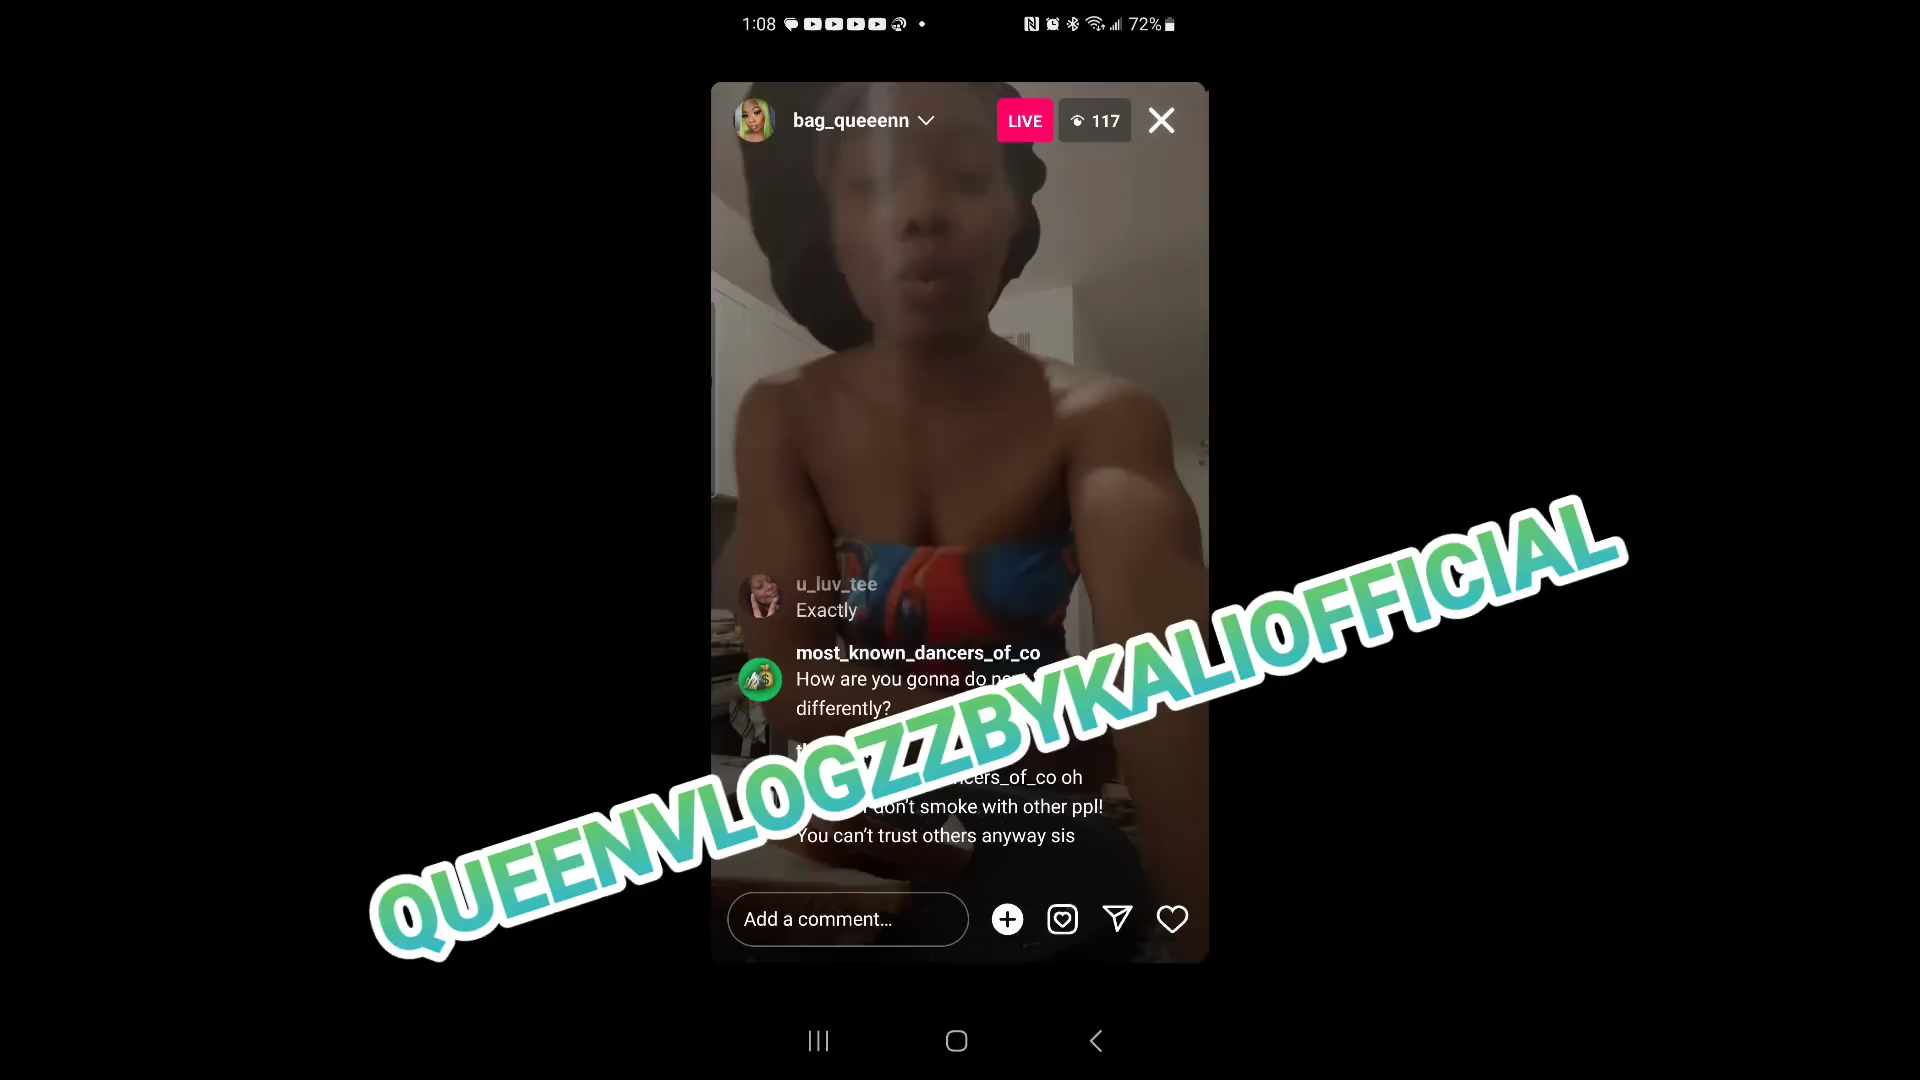 1:08
72%
bag_queeenn
LIVE
117
u_luv_tee
Exactly
most_known_dancers_of_co
How are you gonna do
differently?
oh
don't smoke with other ppl!
You can't trust others anyway sis
QUEENVLOGZZBYKALIOFFICIAL
Add a comment...